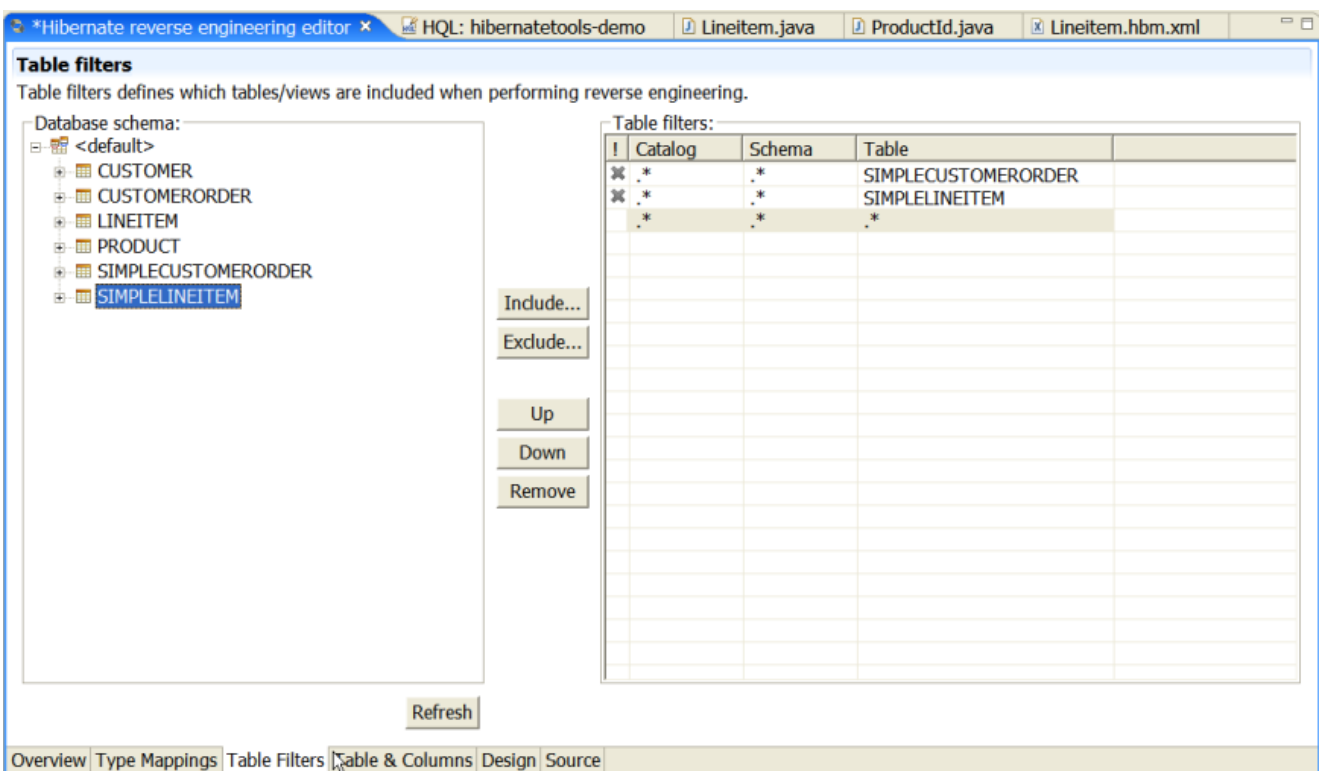 *Hibernate reverse engineering editor HQL: hibernatetools-demo Lineitem.java ProductId.java Lineitem.hbm.xml
Table filters
Table filters defines which tables/views are included when performing reverse engineering.
Database schema:
<default>
CUSTOMER
CUSTOMERORDER
LINEITEM
PRODUCT
SIMPLECUSTOMERORDER
SIMPLELINEITEM
Include...
Exclude...
Up
Down
Remove
Table filters:
! Catalog Schema Table
.* .* SIMPLECUSTOMERORDER
.* .* SIMPLELINEITEM
.* .* .*
Refresh
Overview Type Mappings Table Filters Table & Columns Design Source